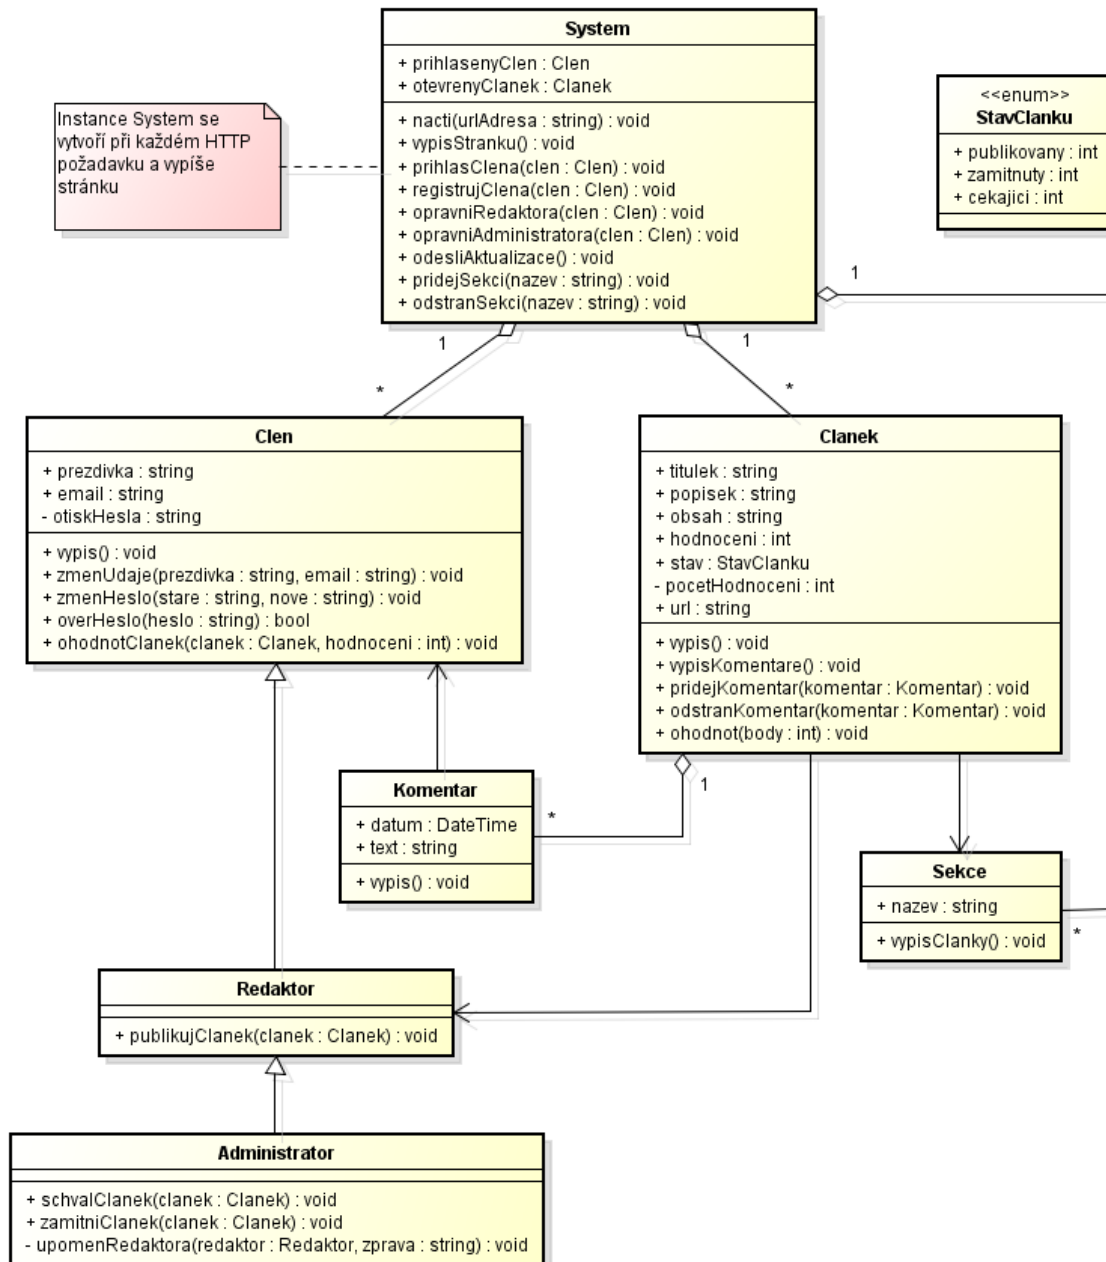 System
+ prihlasenyClen : Clen
+ otevrenyClanek : Clanek
+ nacti(urlAdresa : string) : void
+ vypisStranku() : void
+ prihlasClena(clen : Clen) : void
+ registrujClena(clen : Clen) : void
+ opravniRedaktora(clen : Clen) : void
+ opravniAdministratora(clen : Clen) : void
+ odesliAktualizace() : void
+ pridejSekci(nazev : string) : void
+ odstranSekci(nazev : string) : void
Instance System se
vytvoří při každém HTTP
požadavku a vypíše
stránku
<<enum>>
StavClanku
+ publikovany : int
+ zamitnuty : int
+ cekajici : int
1
1
1
*
*
Clen
+ prezdivka : string
+ email : string
- otiskHesla : string
+ vypis() : void
+ zmenUdaje(prezdivka : string, email : string) : void
+ zmenHeslo(stare : string, nove : string) : void
+ overHeslo(heslo : string) : bool
+ ohodnotClanek(clanek : Clanek, hodnoceni : int) : void
Clanek
+ titulek : string
+ popisek : string
+ obsah : string
+ hodnoceni : int
+ stav : StavClanku
- pocetHodnoceni : int
+ url : string
+ vypis() : void
+ vypisKomentare() : void
+ pridejKomentar(komentar : Komentar) : void
+ odstranKomentar(komentar : Komentar) : void
+ ohodnot(body : int) : void
Komentar
+ datum : DateTime
+ text : string
+ vypis() : void
*
1
Sekce
+ nazev : string
+ vypisClanky() : void
*
Redaktor
+ publikujClanek(clanek : Clanek) : void
Administrator
+ schvalClanek(clanek : Clanek) : void
+ zamitniClanek(clanek : Clanek) : void
- upomenRedaktora(redaktor : Redaktor, zprava : string) : void